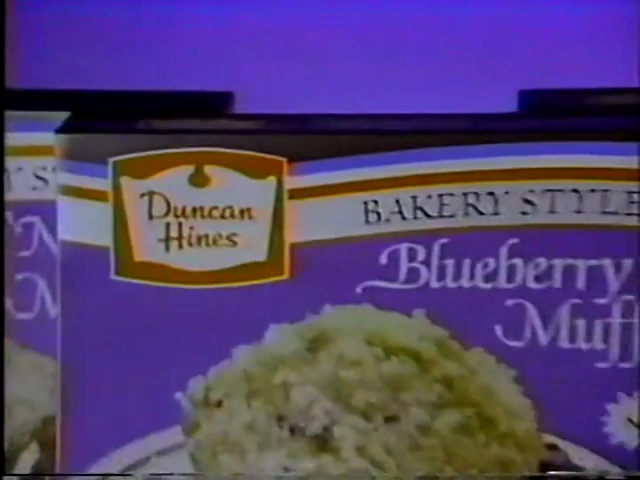 Duncan
Hines
BAKERY STYLE
Blueberry
Muff
Y S
N
N